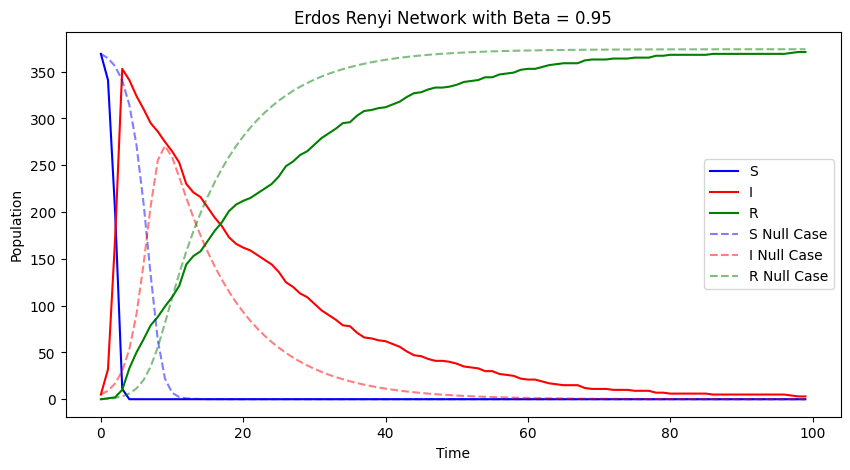 Erdos Renyi Network with Beta = 0.95
Population
350
300
250
200
150
100
50
0
S
I
R
S Null Case
I Null Case
R Null Case
0 20 40 60 80 100
Time